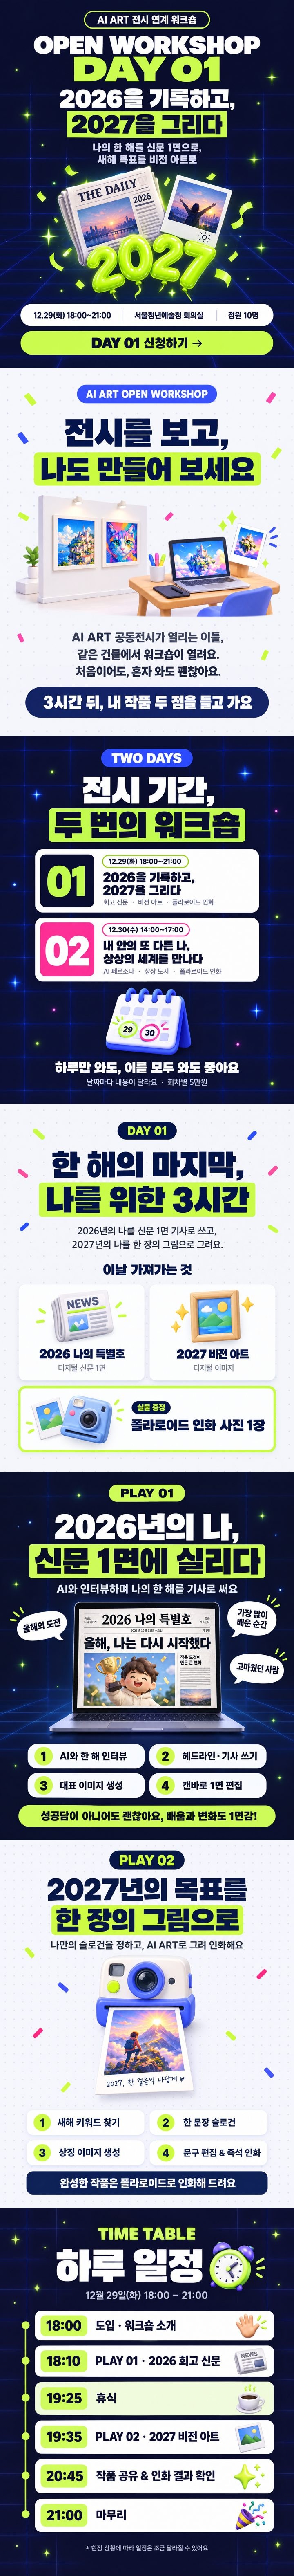 AI ART 전시 연계 워크숍
OPEN WORKSHOP
DAY 01
2026을 기록하고,
2027을 그리다
나의 한 해를 신문 1면으로,
새해 목표를 비전 아트로
THE DAILY
2026
2027
12.29(화) 18:00~21:00
서울청년예술청 회의실
정원 10명
DAY 01 신청하기 →
AI ART OPEN WORKSHOP
전시를 보고,
나도 만들어 보세요
AI ART 공동전시가 열리는 이틀,
같은 건물에서 워크숍이 열려요.
처음이어도, 혼자 와도 괜찮아요.
3시간 뒤, 내 작품 두 점을 들고 가요
TWO DAYS
전시 기간,
두 번의 워크숍
01
12.29(화) 18:00~21:00
2026을 기록하고,
2027을 그리다
회고 신문 · 비전 아트 · 폴라로이드 인화
02
12.30(수) 14:00~17:00
내 안의 또 다른 나,
상상의 세계를 만나다
AI 페르소나 · 상상 도시 · 폴라로이드 인화
29
30
하루만 와도, 이틀 모두 와도 좋아요
날짜마다 내용이 달라요 · 회차별 5만원
DAY 01
한 해의 마지막,
나를 위한 3시간
2026년의 나를 신문 1면 기사로 쓰고,
2027년의 나를 한 장의 그림으로 그려요.
이날 가져가는 것
NEWS
2026 나의 특별호
디지털 신문 1면
2027 비전 아트
디지털 이미지
실물 증정
폴라로이드 인화 사진 1장
PLAY 01
2026년의 나,
신문 1면에 실리다
AI와 인터뷰하며 나의 한 해를 기사로 써요
올해의 도전
가장 많이
배운 순간
고마웠던 사람
2026 나의 특별호
올해, 나는 다시 시작했다
1 AI와 한 해 인터뷰
2 헤드라인·기사 쓰기
3 대표 이미지 생성
4 캔바로 1면 편집
성공담이 아니어도 괜찮아요, 배움과 변화도 1면감!
PLAY 02
2027년의 목표를
한 장의 그림으로
나만의 슬로건을 정하고, AI ART로 그려 인화해요
2027, 한 걸음씩 나답게 ♥
1 새해 키워드 찾기
2 한 문장 슬로건
3 상징 이미지 생성
4 문구 편집 & 즉석 인화
완성한 작품은 폴라로이드로 인화해 드려요
TIME TABLE
하루 일정
12월 29일(화) 18:00 – 21:00
18:00 도입 · 워크숍 소개
18:10 PLAY 01 · 2026 회고 신문
NEWS
19:25 휴식
19:35 PLAY 02 · 2027 비전 아트
20:45 작품 공유 & 인화 결과 확인
21:00 마무리
* 현장 상황에 따라 일정은 조금 달라질 수 있어요